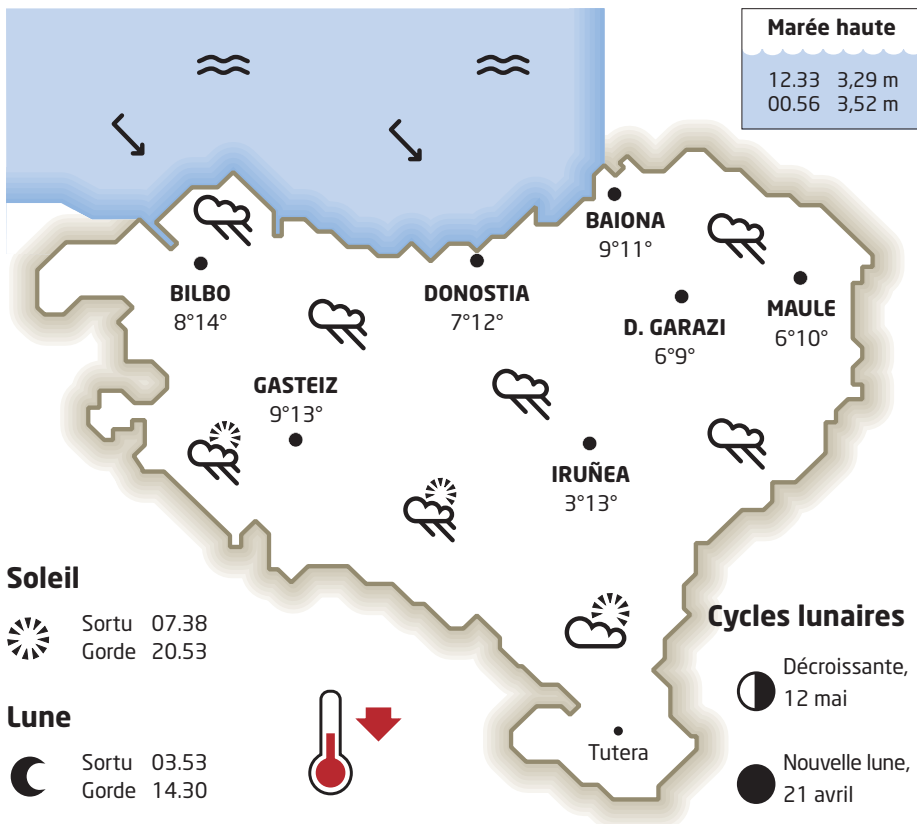 Marée haute
12.33 3,29 m
00.56 3,52 m
BAIONA
9°11°
BILBO
8°14°
DONOSTIA
7°12°
D. GARAZI
6°9°
MAULE
6°10°
GASTEIZ
9°13°
IRUÑEA
3°13°
Soleil
Sortu 07.38
Gorde 20.53
Lune
Sortu 03.53
Gorde 14.30
Tutera
Cycles lunaires
Décroissante,
12 mai
Nouvelle lune,
21 avril